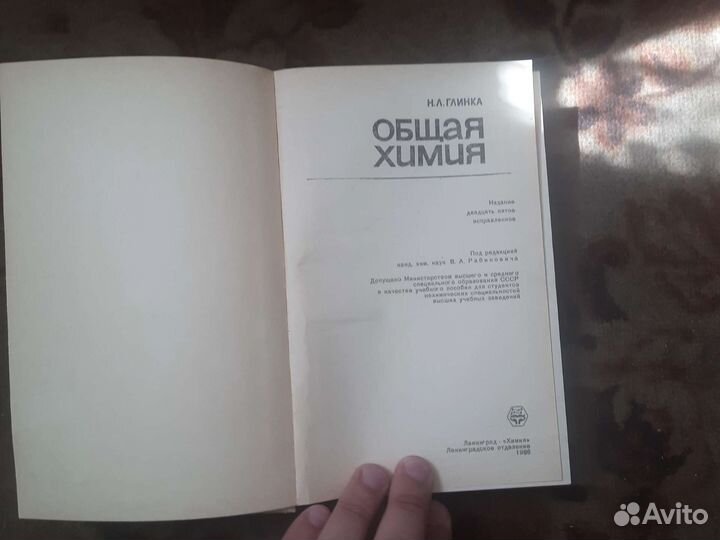 Н.Л.ГЛИНКА
ОБЩАЯ
ХИМИЯ
Издание
двадцать пятое
исправленное
Под редакцией
канд. хим. наук В. А. Рабиновича
Допущено Министерством высшего и среднего
специального образования СССР
в качестве учебного пособия для студентов
нехимических специальностей
высших учебных заведений
Ленинград · «Химия»
Ленинградское отделение
1986
Avito